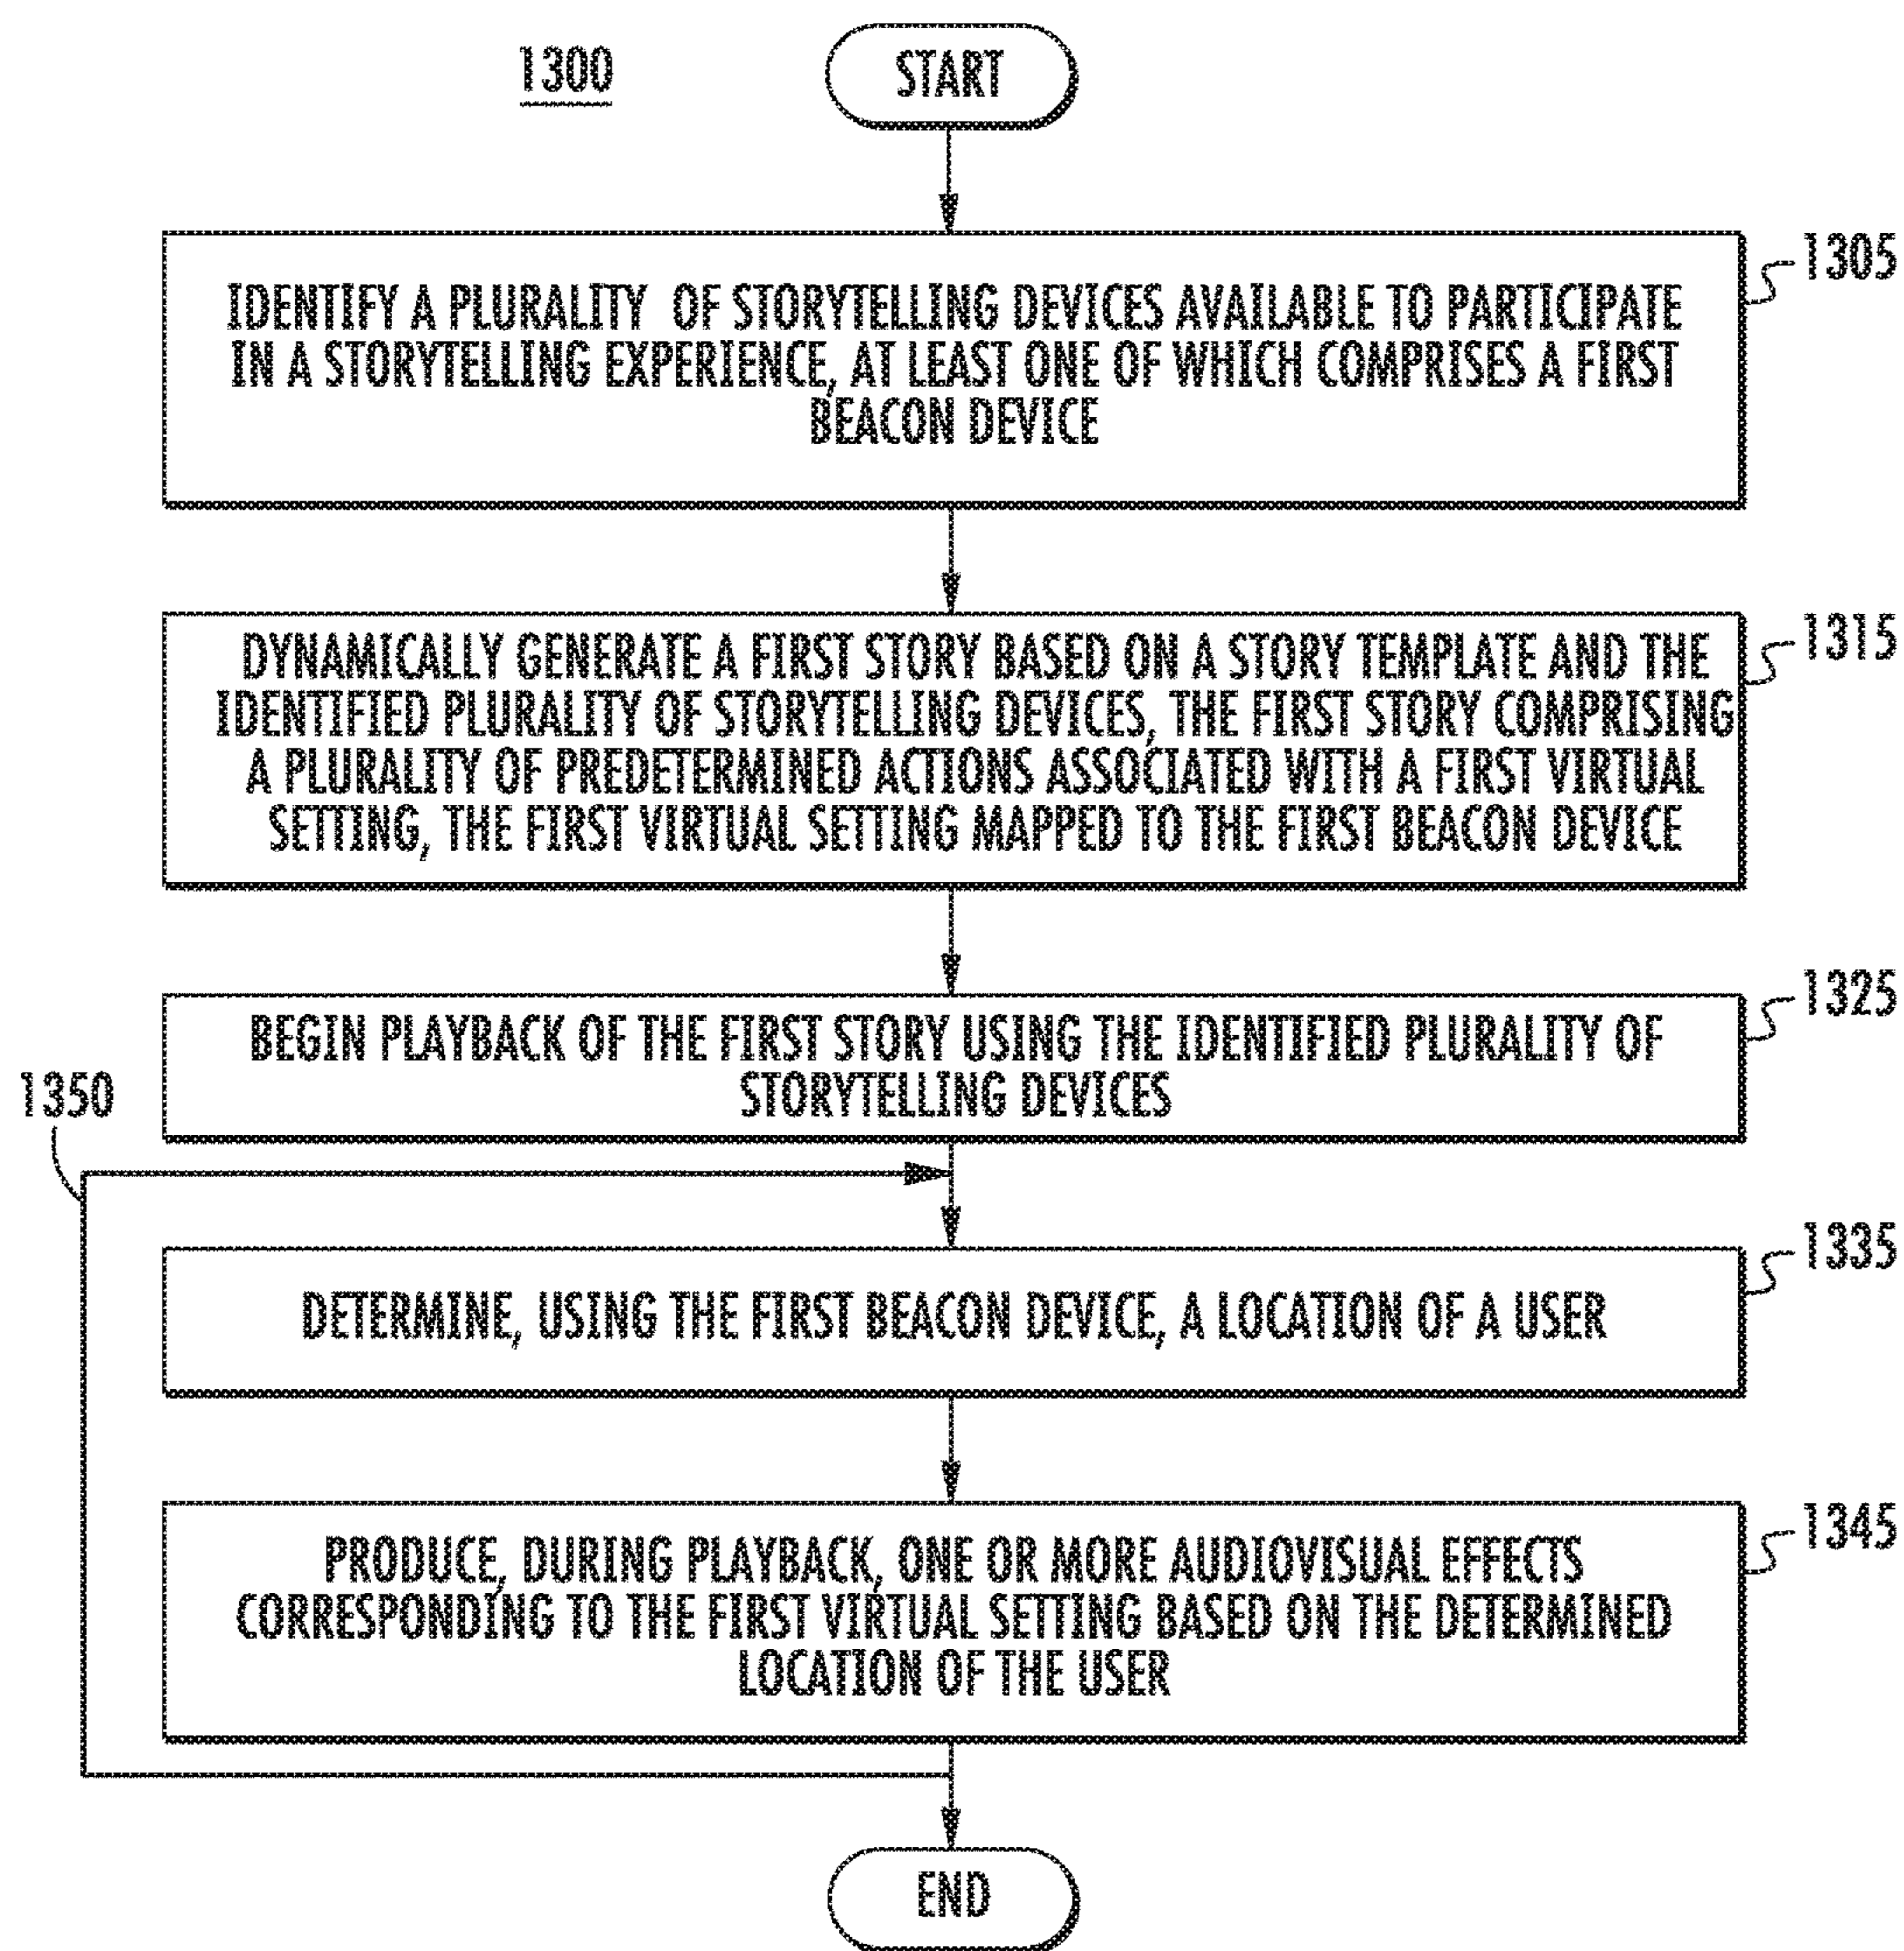 1300
START
1305
IDENTIFY A PLURALITY OF STORYTELLING DEVICES AVAILABLE TO PARTICIPATE
IN A STORYTELLING EXPERIENCE, AT LEAST ONE OF WHICH COMPRISES A FIRST
BEACON DEVICE
1315
DYNAMICALLY GENERATE A FIRST STORY BASED ON A STORY TEMPLATE AND THE
IDENTIFIED PLURALITY OF STORYTELLING DEVICES, THE FIRST STORY COMPRISING
A PLURALITY OF PREDETERMINED ACTIONS ASSOCIATED WITH A FIRST VIRTUAL
SETTING, THE FIRST VIRTUAL SETTING MAPPED TO THE FIRST BEACON DEVICE
1325
BEGIN PLAYBACK OF THE FIRST STORY USING THE IDENTIFIED PLURALITY OF
STORYTELLING DEVICES
1350
1335
DETERMINE, USING THE FIRST BEACON DEVICE, A LOCATION OF A USER
1345
PRODUCE, DURING PLAYBACK, ONE OR MORE AUDIOVISUAL EFFECTS
CORRESPONDING TO THE FIRST VIRTUAL SETTING BASED ON THE DETERMINED
LOCATION OF THE USER
END